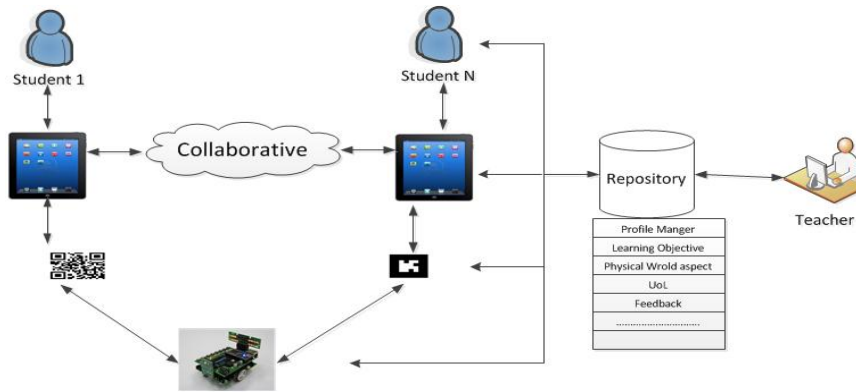 Student 1
Student N
Collaborative
Repository
Teacher
Profile Manger
Learning Objective
Physical Wrold aspect
UoL
Feedback
................................